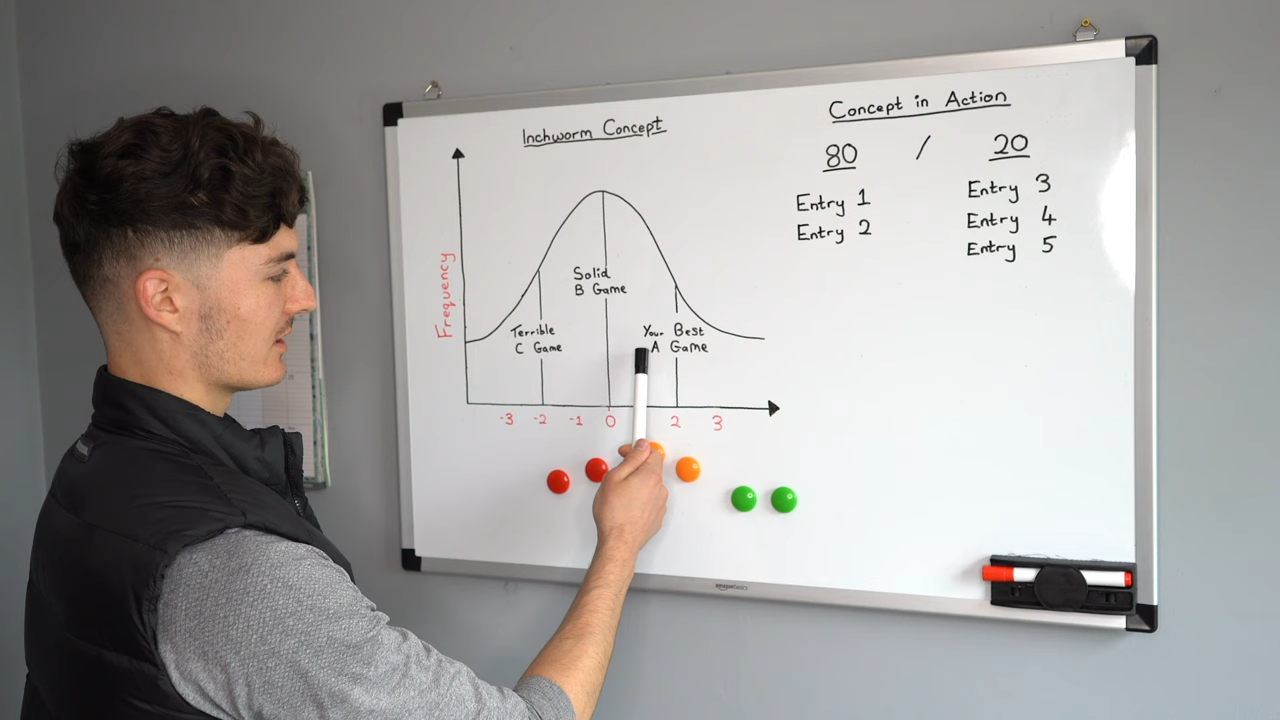 Inchworm Concept
Frequency
Solid
B Game
Terrible
C Game
Your Best
A Game
-3 -2 -1 0 2 3
Concept in Action
80 / 20
Entry 1 Entry 3
Entry 2 Entry 4
Entry 5
amazonbasics